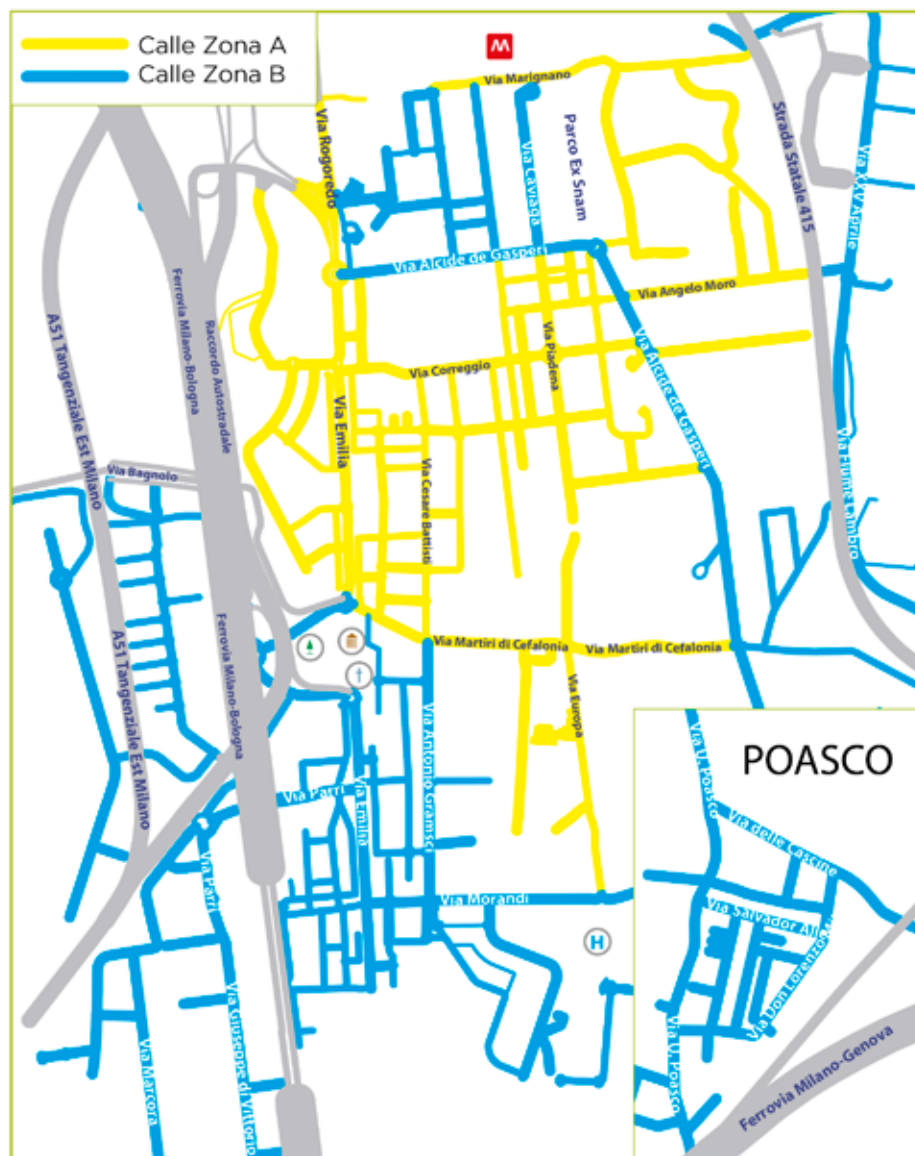 Calle Zona A
Calle Zona B
M
Via Marignano
Via Rogoredo
Parco Ex Snam
Via Caviaga
Strada Statale 415
Via XXV Aprile
Via Alcide de Gasperi
Via Angelo Moro
Ferrovia Milano-Bologna
Raccordo Autostradale
A51 Tangenziale Est Milano
Via Piadena
Via Correggio
Via Alcide de Gasperi
Via Emilia
Via Cesare Battisti
Via Bagnolo
Via Fiume Lambro
A51 Tangenziale Est Milano
Ferrovia Milano-Bologna
Via Martiri di Cefalonia
Via Martiri di Cefalonia
Via Europa
Via Antonio Gramsci
Via Emilia
Via Parri
Via Parri
Via Morandi
H
Via Marcora
Via Giuseppe di Vittorio
POASCO
Via U. Poasco
Via delle Cascine
Via Salvador All
Via Don Lorenzo
Via U. Poasco
Ferrovia Milano-Genova